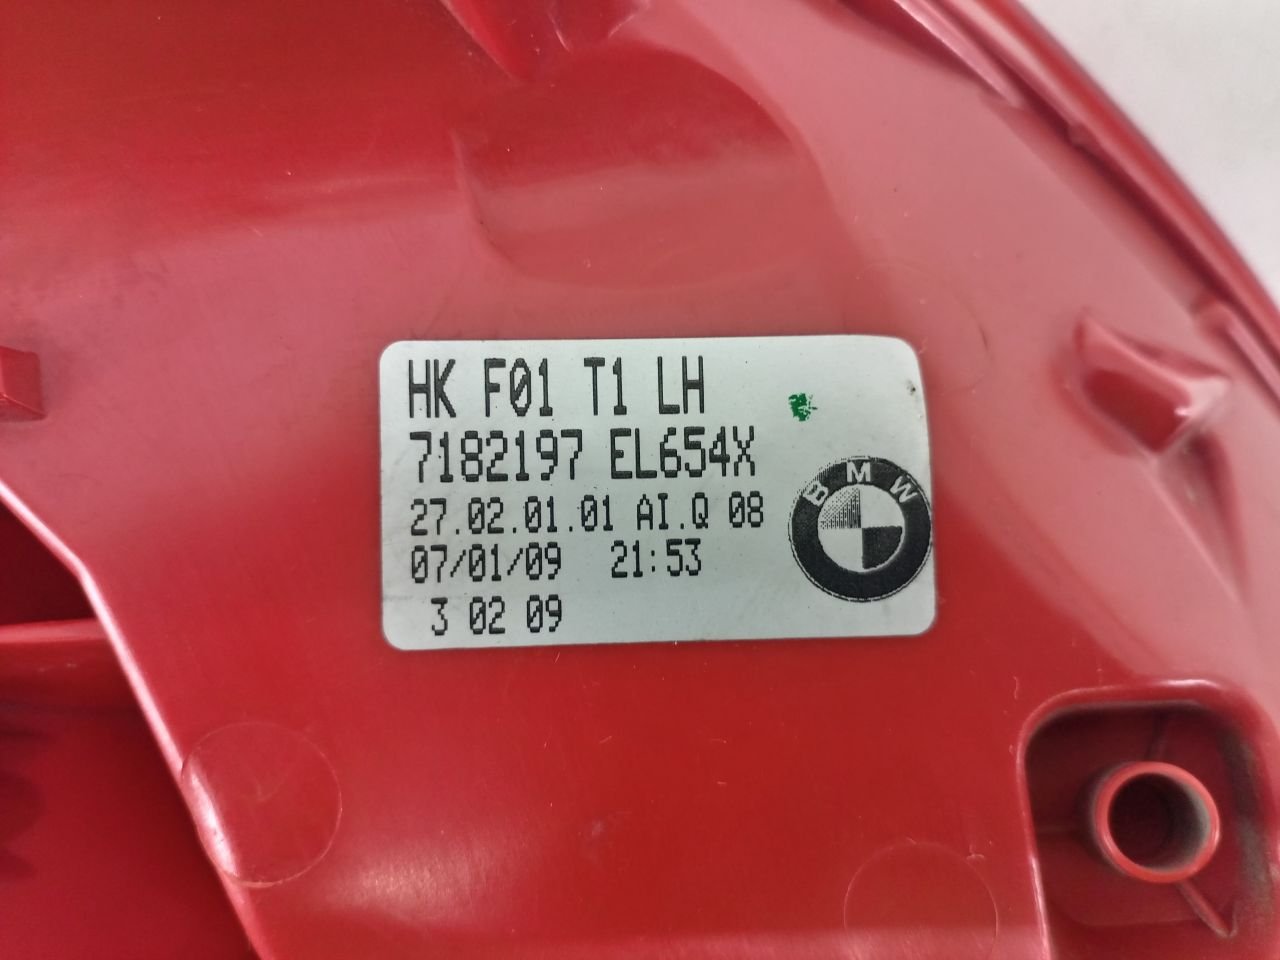 HK F01 T1 LH
7182197 EL654X
27.02.01.01 AI.Q 08
07/01/09 21:53
3 02 09
BMW